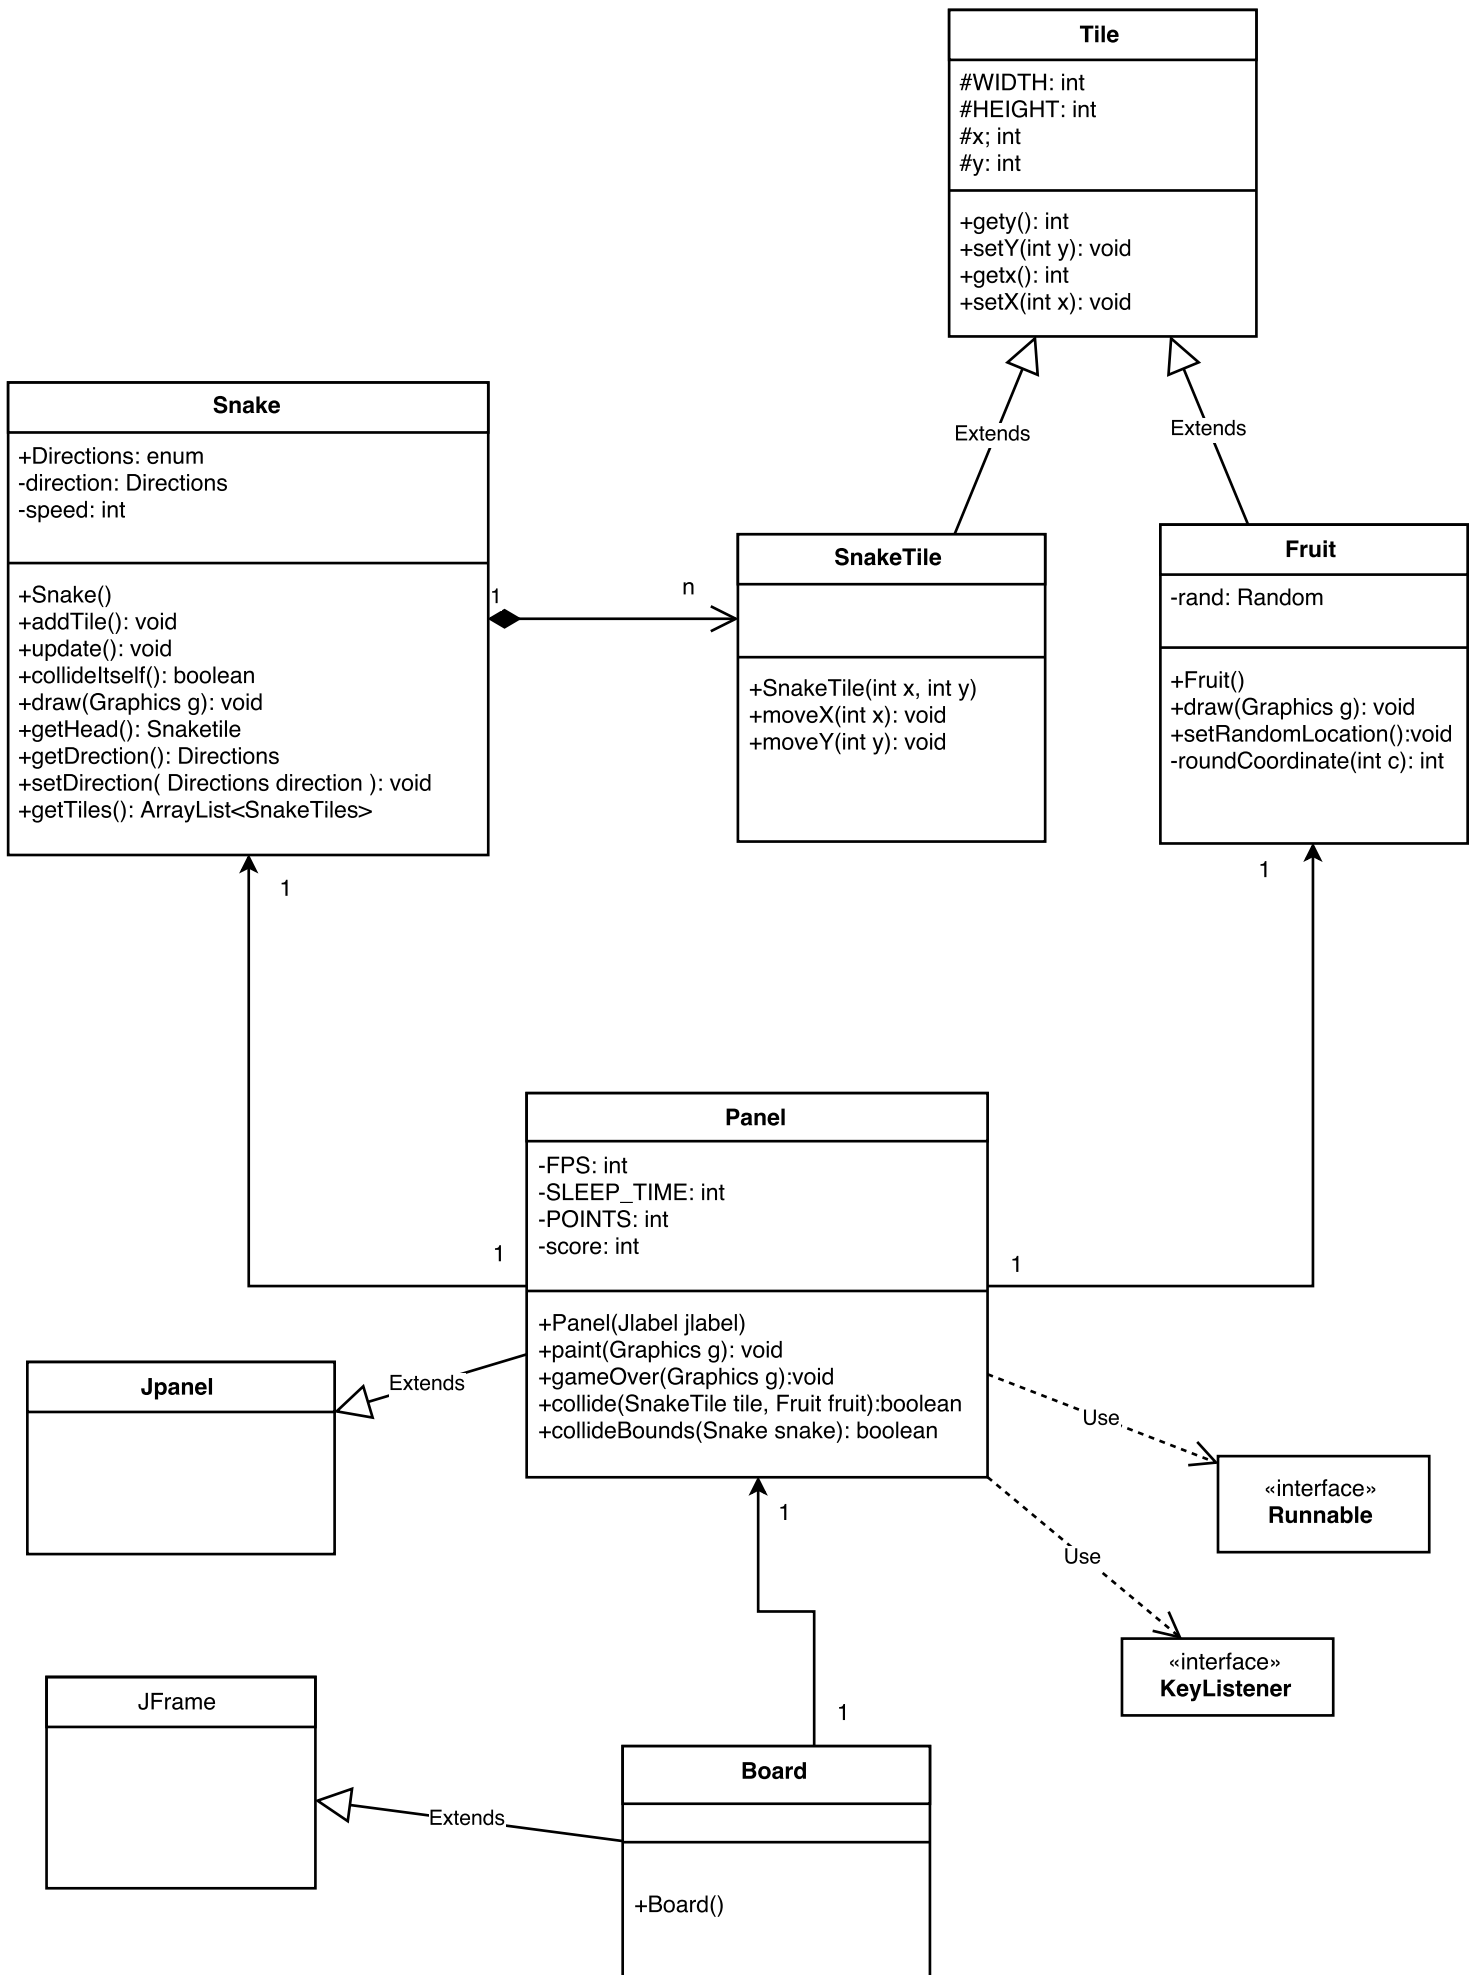 Tile
#WIDTH: int
#HEIGHT: int
#x; int
#y: int
+gety(): int
+setY(int y): void
+getx(): int
+setX(int x): void
Extends
Extends
Snake
+Directions: enum
-direction: Directions
-speed: int
+Snake()
+addTile(): void
+update(): void
+collideItself(): boolean
+draw(Graphics g): void
+getHead(): Snaketile
+getDrection(): Directions
+setDirection( Directions direction ): void
+getTiles(): ArrayList<SnakeTiles>
1
n
SnakeTile
+SnakeTile(int x, int y)
+moveX(int x): void
+moveY(int y): void
Fruit
-rand: Random
+Fruit()
+draw(Graphics g): void
+setRandomLocation():void
-roundCoordinate(int c): int
1
1
Panel
-FPS: int
-SLEEP_TIME: int
-POINTS: int
-score: int
1
1
+Panel(Jlabel jlabel)
+paint(Graphics g): void
+gameOver(Graphics g):void
+collide(SnakeTile tile, Fruit fruit):boolean
+collideBounds(Snake snake): boolean
Extends
Jpanel
Use
«interface»
Runnable
Use
«interface»
KeyListener
1
1
JFrame
Extends
Board
+Board()